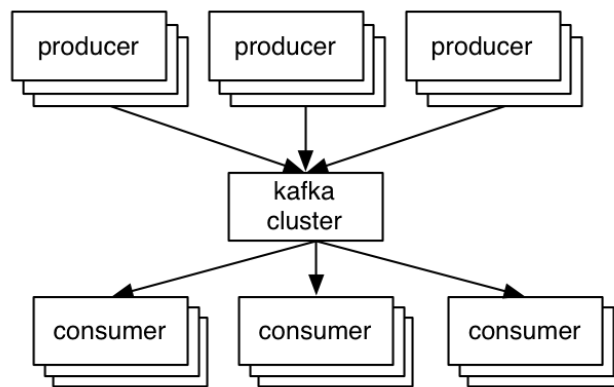 producer
producer
producer
kafka
cluster
consumer
consumer
consumer